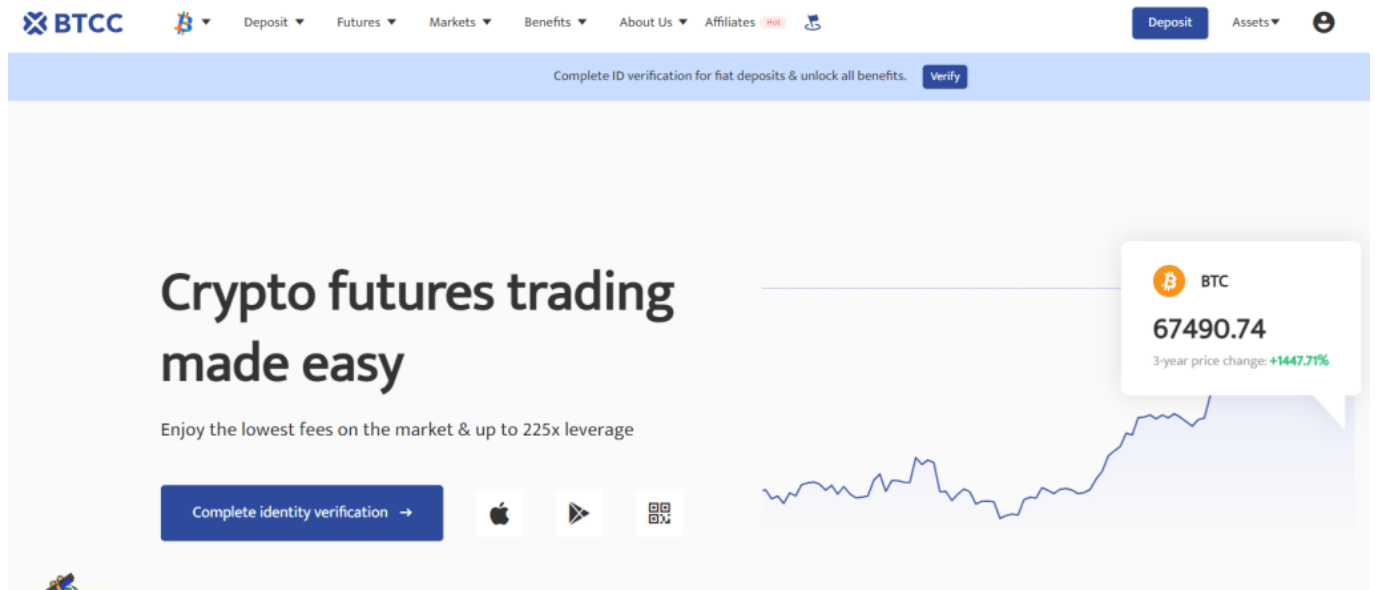 BTCC
Deposit
Futures
Markets
Benefits
About Us
Affiliates
Hot
Deposit
Assets
Complete ID verification for fiat deposits & unlock all benefits.
Verify
Crypto futures trading
made easy
Enjoy the lowest fees on the market & up to 225x leverage
Complete identity verification →
BTC
67490.74
3-year price change: +1447.71%